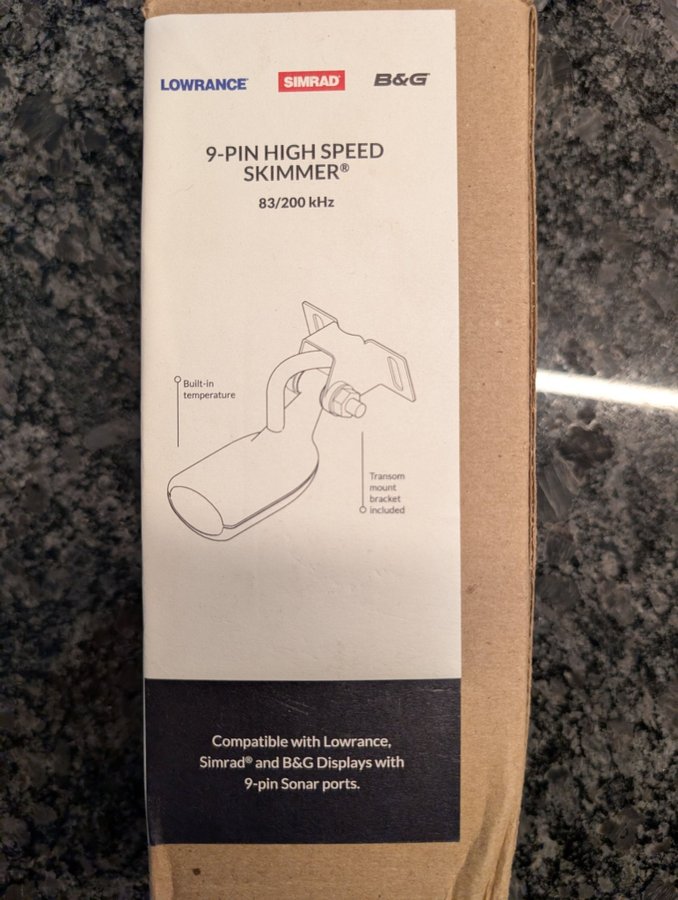 LOWRANCE® SIMRAD® B&G®
9-PIN HIGH SPEED
SKIMMER®
83/200 kHz
Built-in
temperature
Transom
mount
bracket
included
Compatible with Lowrance,
Simrad® and B&G Displays with
9-pin Sonar ports.